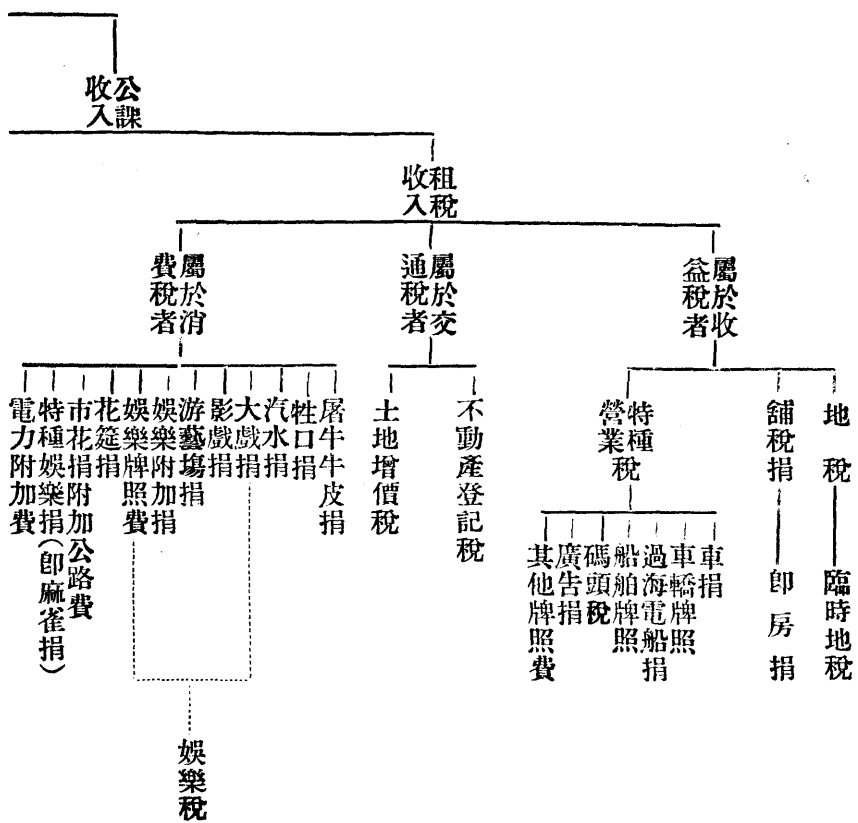 公課
收入
租稅
收入
屬於收
益稅者
屬於交
通稅者
屬於消
費稅者
地稅
舖稅捐
特種
營業
稅
不動產登記稅
土地增價稅
屠牛牛皮捐
牲口捐
汽水捐
大戲捐
影戲捐
游藝塲捐
娛樂附加捐
娛樂牌照費
花筵捐
市花捐附加公路費
特種娛樂捐(卽麻雀捐)
電力附加費
臨時地稅
卽房捐
車捐
車轎牌照
過海電船捐
船舶牌照
碼頭稅
廣告捐
其他牌照費
娛樂稅